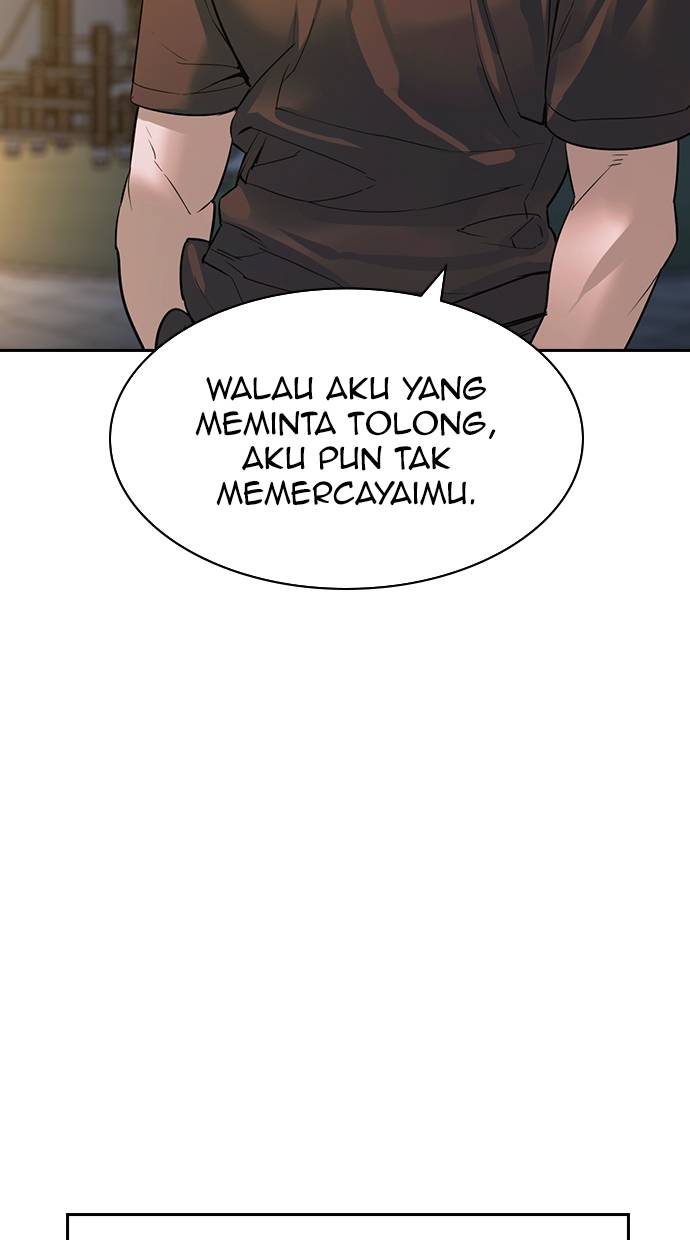 WALAU AKU YANG
MEMINTA TOLONG,
AKU PUN TAK
MEMERCAYAIMU.